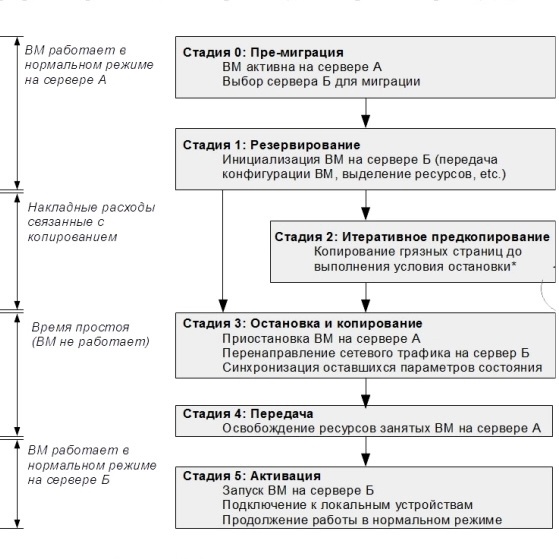 ВМ работает в
нормальном режиме
на сервере А
Стадия 0: Пре-миграция
ВМ активна на сервере А
Выбор сервера Б для миграции
Стадия 1: Резервирование
Инициализация ВМ на сервере Б (передача
конфигурации ВМ, выделение ресурсов, etc.)
Накладные расходы
связанные с
копированием
Стадия 2: Итеративное предкопирование
Копирование грязных страниц до
выполнения условия остановки*
Время простоя
(ВМ не работает)
Стадия 3: Остановка и копирование
Приостановка ВМ на сервере А
Перенаправление сетевого трафика на сервер Б
Синхронизация оставшихся параметров состояния
Стадия 4: Передача
Освобождение ресурсов занятых ВМ на сервере А
ВМ работает в
нормальном режиме
на сервере Б
Стадия 5: Активация
Запуск ВМ на сервере Б
Подключение к локальным устройствам
Продолжение работы в нормальном режиме